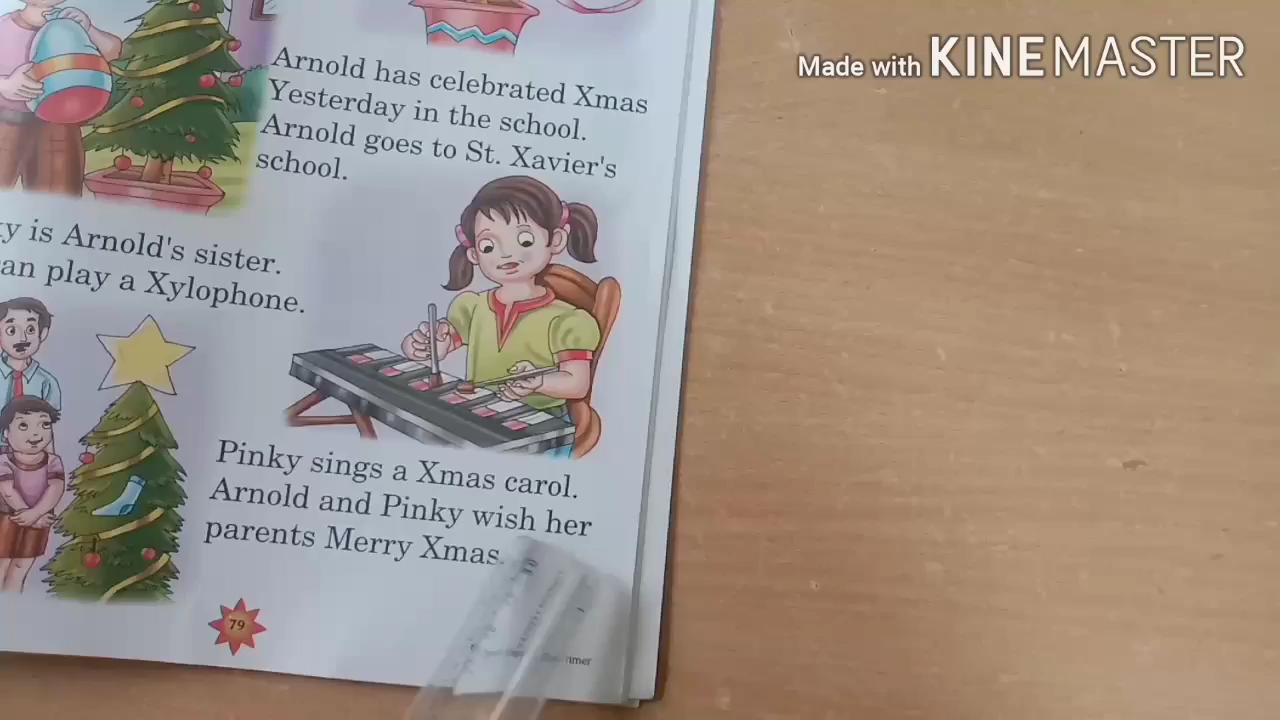 Made with KINEMASTER
Arnold has celebrated Xmas
Yesterday in the school.
Arnold goes to St. Xavier's
school.
is Arnold's sister.
play a Xylophone.
Pinky sings a Xmas carol.
Arnold and Pinky wish her
parents Merry Xmas.
79